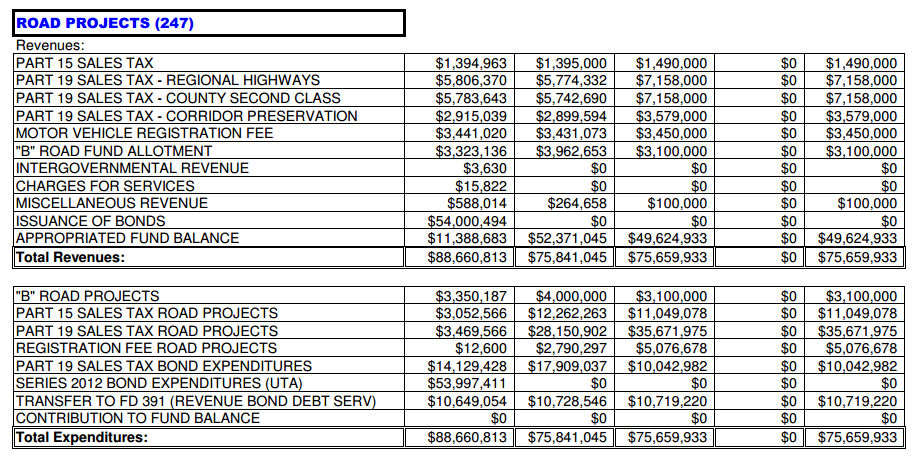 ROAD PROJECTS (247)
Revenues:
PART 15 SALES TAX $1,394,963 $1,395,000 $1,490,000 $0 $1,490,000
PART 19 SALES TAX - REGIONAL HIGHWAYS $5,806,370 $5,774,332 $7,158,000 $0 $7,158,000
PART 19 SALES TAX - COUNTY SECOND CLASS $5,783,643 $5,742,690 $7,158,000 $0 $7,158,000
PART 19 SALES TAX - CORRIDOR PRESERVATION $2,915,039 $2,899,594 $3,579,000 $0 $3,579,000
MOTOR VEHICLE REGISTRATION FEE $3,441,020 $3,431,073 $3,450,000 $0 $3,450,000
"B" ROAD FUND ALLOTMENT $3,323,136 $3,962,653 $3,100,000 $0 $3,100,000
INTERGOVERNMENTAL REVENUE $3,630 $0 $0 $0 $0
CHARGES FOR SERVICES $15,822 $0 $0 $0 $0
MISCELLANEOUS REVENUE $588,014 $264,658 $100,000 $0 $100,000
ISSUANCE OF BONDS $54,000,494 $0 $0 $0 $0
APPROPRIATED FUND BALANCE $11,388,683 $52,371,045 $49,624,933 $0 $49,624,933
Total Revenues: $88,660,813 $75,841,045 $75,659,933 $0 $75,659,933
"B" ROAD PROJECTS $3,350,187 $4,000,000 $3,100,000 $0 $3,100,000
PART 15 SALES TAX ROAD PROJECTS $3,052,566 $12,262,263 $11,049,078 $0 $11,049,078
PART 19 SALES TAX ROAD PROJECTS $3,469,566 $28,150,902 $35,671,975 $0 $35,671,975
REGISTRATION FEE ROAD PROJECTS $12,600 $2,790,297 $5,076,678 $0 $5,076,678
PART 19 SALES TAX BOND EXPENDITURES $14,129,428 $17,909,037 $10,042,982 $0 $10,042,982
SERIES 2012 BOND EXPENDITURES (UTA) $53,997,411 $0 $0 $0 $0
TRANSFER TO FD 391 (REVENUE BOND DEBT SERV) $10,649,054 $10,728,546 $10,719,220 $0 $10,719,220
CONTRIBUTION TO FUND BALANCE $0 $0 $0 $0 $0
Total Expenditures: $88,660,813 $75,841,045 $75,659,933 $0 $75,659,933